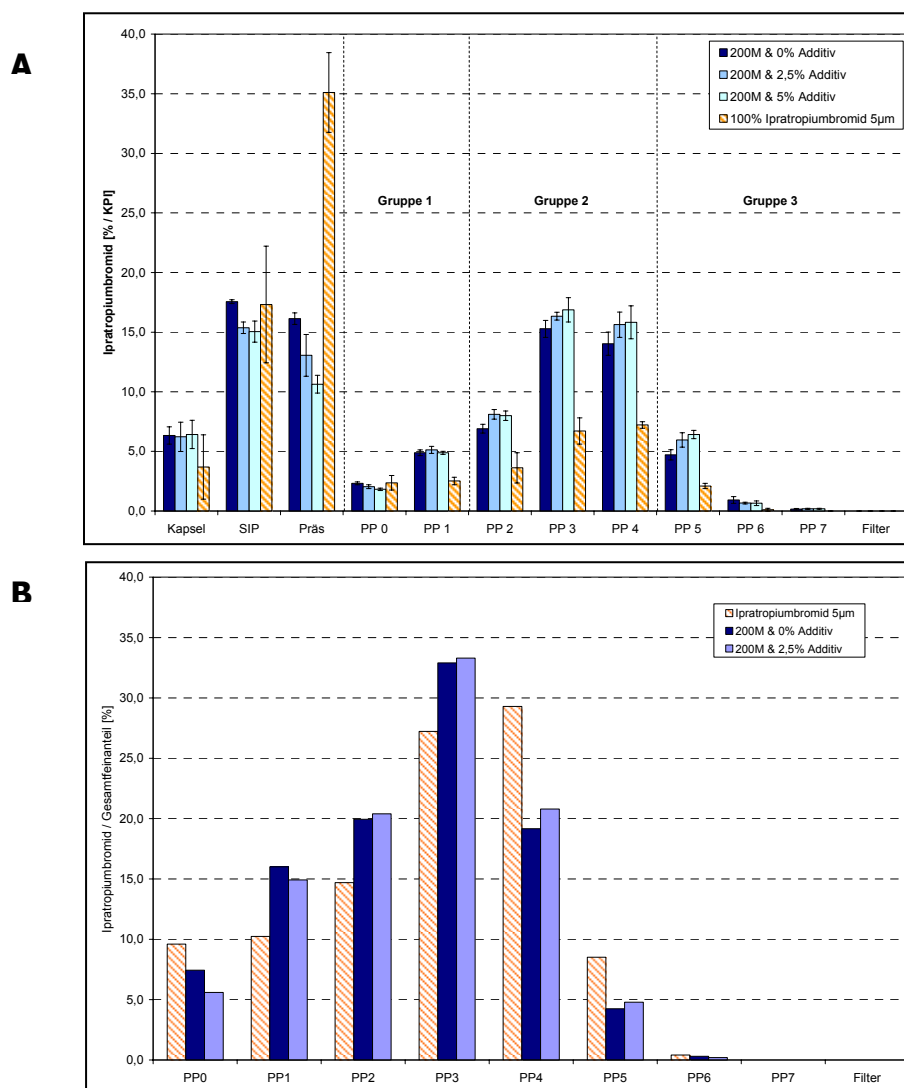 A
Ipratropiumbromid [% / KPI]
40,0
35,0
30,0
25,0
20,0
15,0
10,0
5,0
0,0
200M & 0% Additiv
200M & 2,5% Additiv
200M & 5% Additiv
100% Ipratropiumbromid 5µm
Gruppe 1
Gruppe 2
Gruppe 3
Kapsel SIP Präs PP 0 PP 1 PP 2 PP 3 PP 4 PP 5 PP 6 PP 7 Filter
B
Ipratropiumbromid / Gesamtfeinanteil [%]
40,0
35,0
30,0
25,0
20,0
15,0
10,0
5,0
0,0
Ipratropiumbromid 5µm
200M & 0% Additiv
200M & 2,5% Additiv
PP0 PP1 PP2 PP3 PP4 PP5 PP6 PP7 Filter